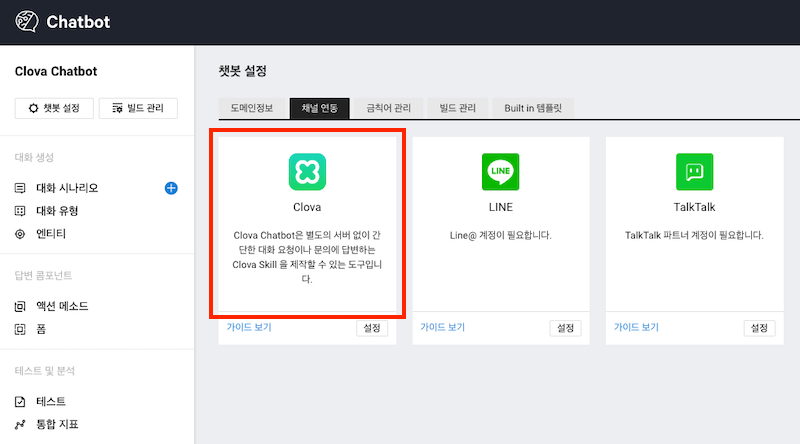 Chatbot
Clova Chatbot
챗봇 설정
빌드 관리
대화 생성
대화 시나리오
대화 유형
엔티티
답변 콤포넌트
액션 메소드
폼
테스트 및 분석
테스트
통합 지표
챗봇 설정
도메인정보
채널 연동
금칙어 관리
빌드 관리
Built in 템플릿
Clova
Clova Chatbot은 별도의 서버 없이 간
단한 대화 요청이나 문의에 답변하는
Clova Skill 을 제작할 수 있는 도구입니
다.
가이드 보기
설정
LINE
LINE
Line@ 계정이 필요합니다.
가이드 보기
설정
TalkTalk
TalkTalk 파트너 계정이 필요합니다.
가이드 보기
설정